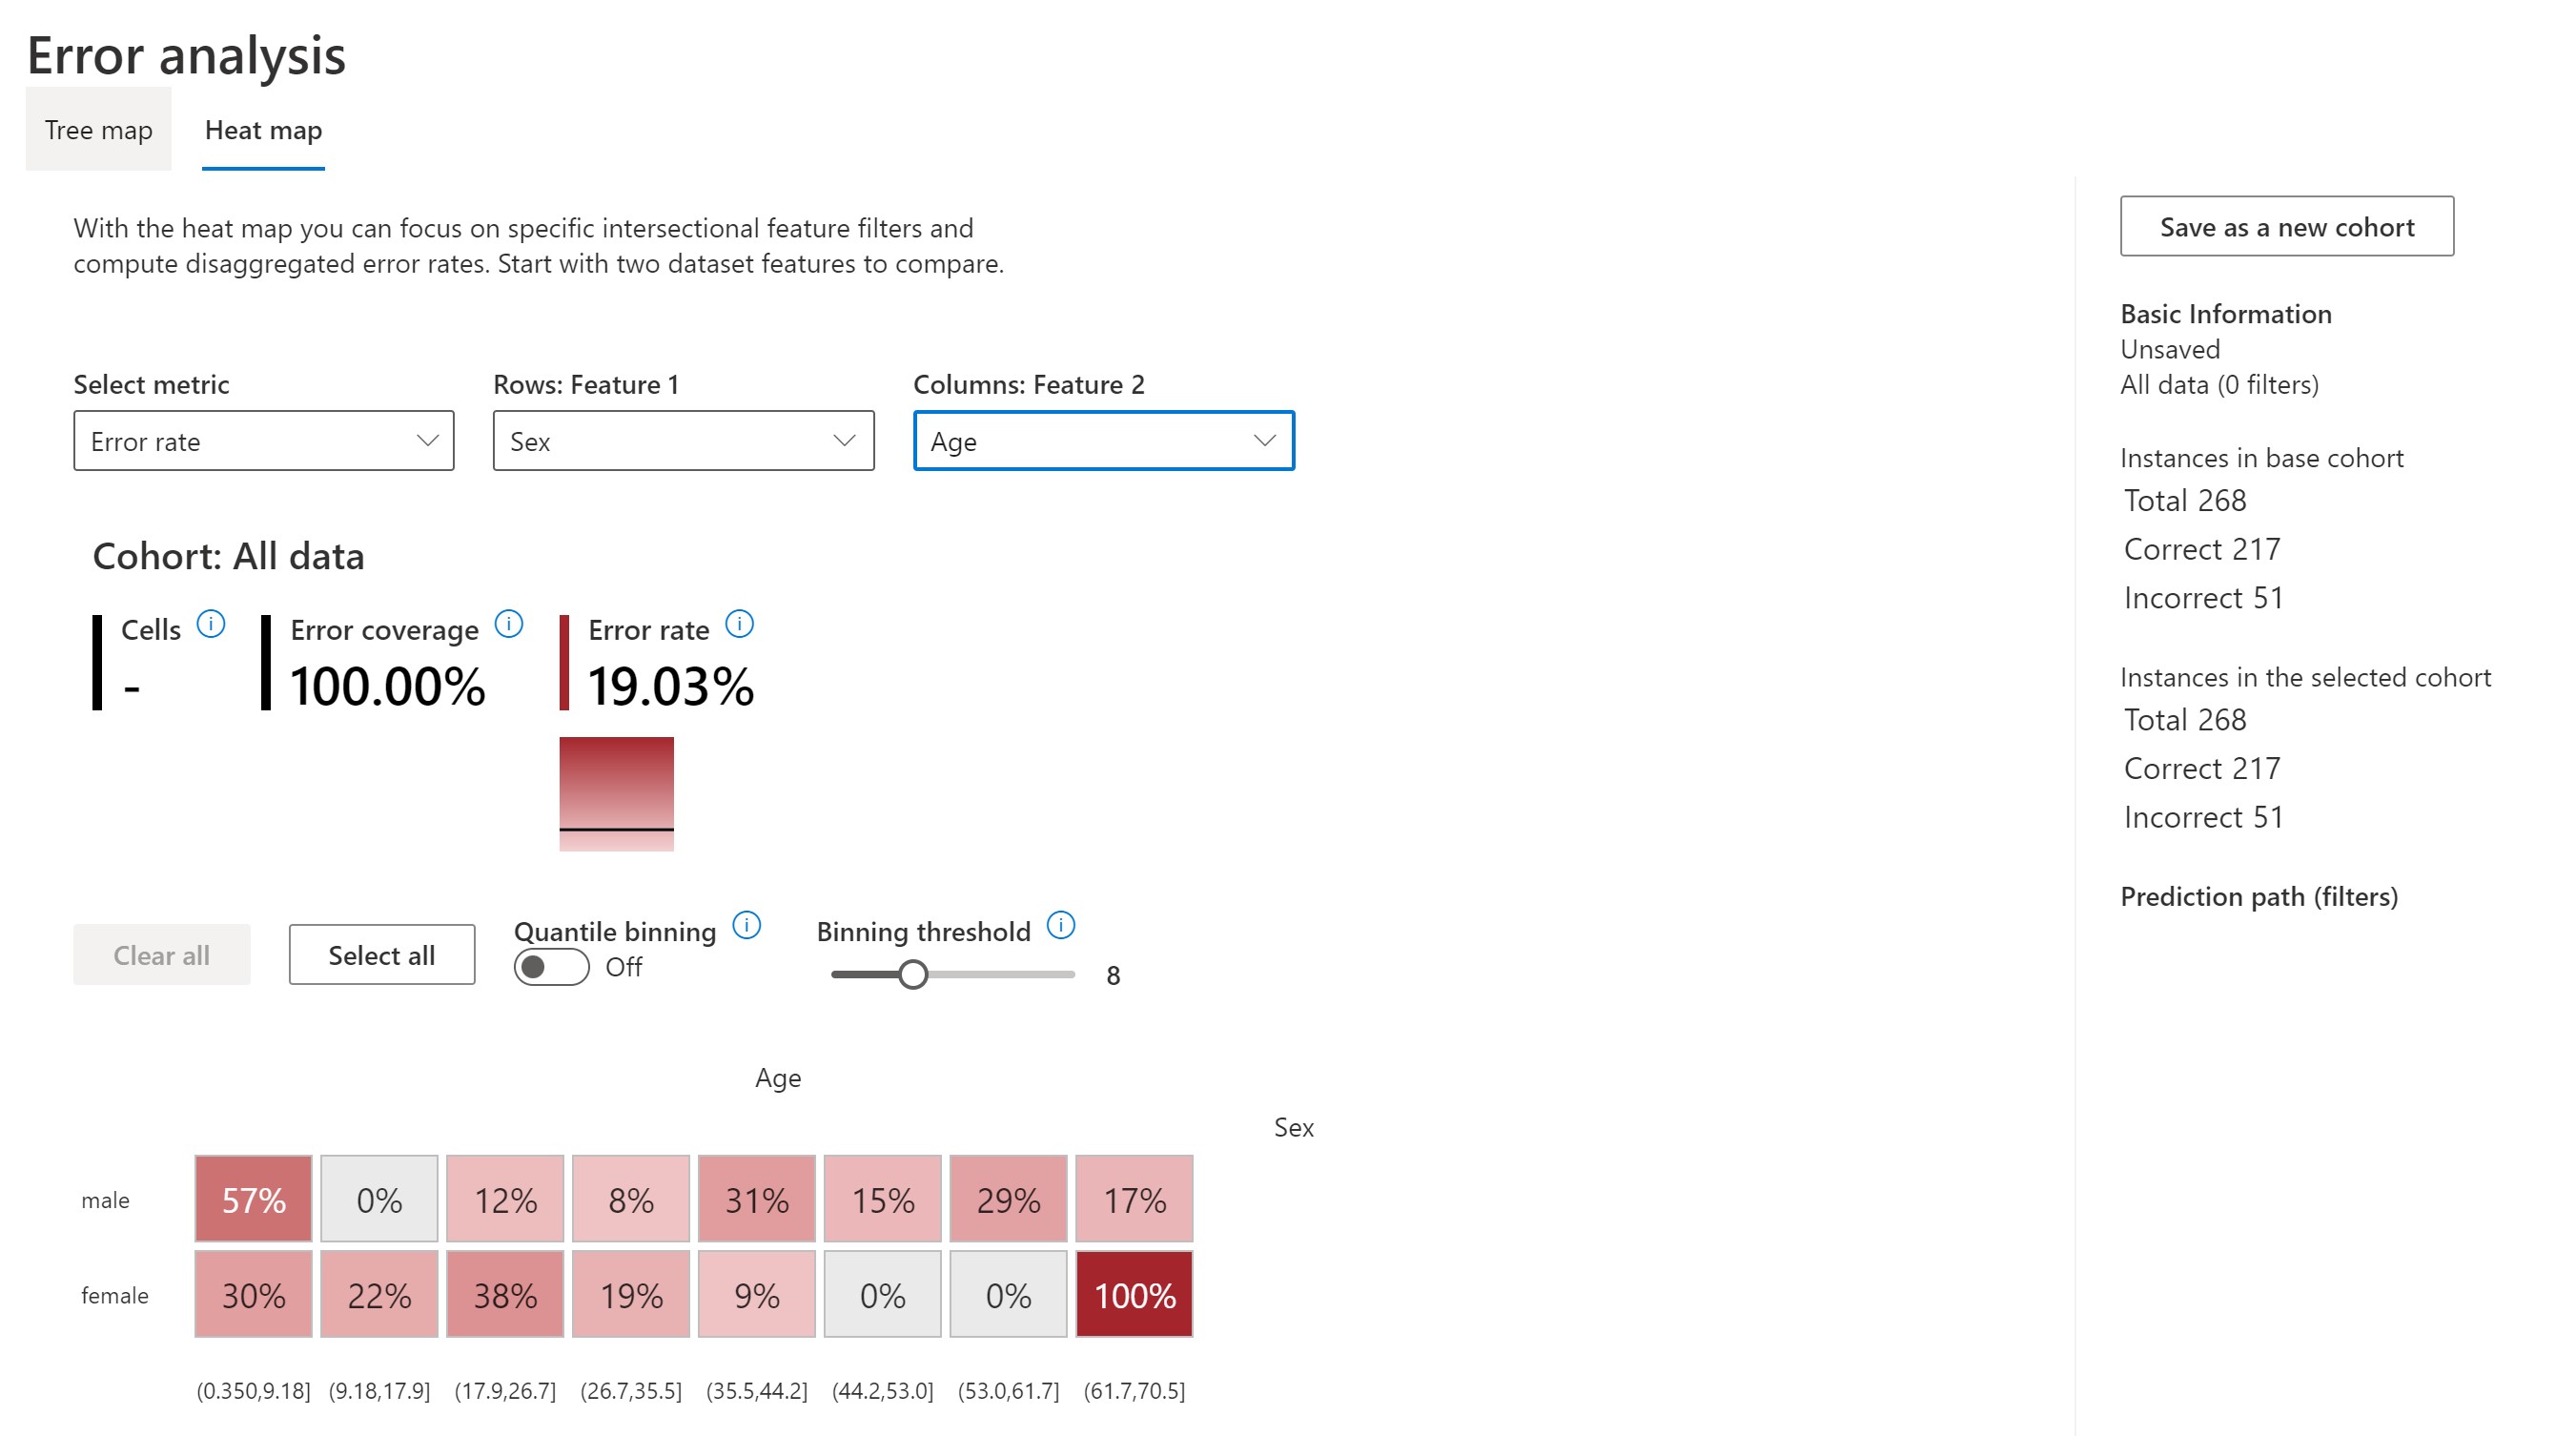 Error analysis
Tree map
Heat map
With the heat map you can focus on specific intersectional feature filters and
compute disaggregated error rates. Start with two dataset features to compare.
Select metric
Rows: Feature 1
Columns: Feature 2
Error rate
Sex
Age
Cohort: All data
Cells
Error coverage
Error rate
-
100.00%
19.03%
Clear all
Select all
Quantile binning
Off
Binning threshold
8
Age
Sex
male 57% 0% 12% 8% 31% 15% 29% 17%
female 30% 22% 38% 19% 9% 0% 0% 100%
(0.350,9.18] (9.18,17.9] (17.9,26.7] (26.7,35.5] (35.5,44.2] (44.2,53.0] (53.0,61.7] (61.7,70.5]
Save as a new cohort
Basic Information
Unsaved
All data (0 filters)
Instances in base cohort
Total 268
Correct 217
Incorrect 51
Instances in the selected cohort
Total 268
Correct 217
Incorrect 51
Prediction path (filters)